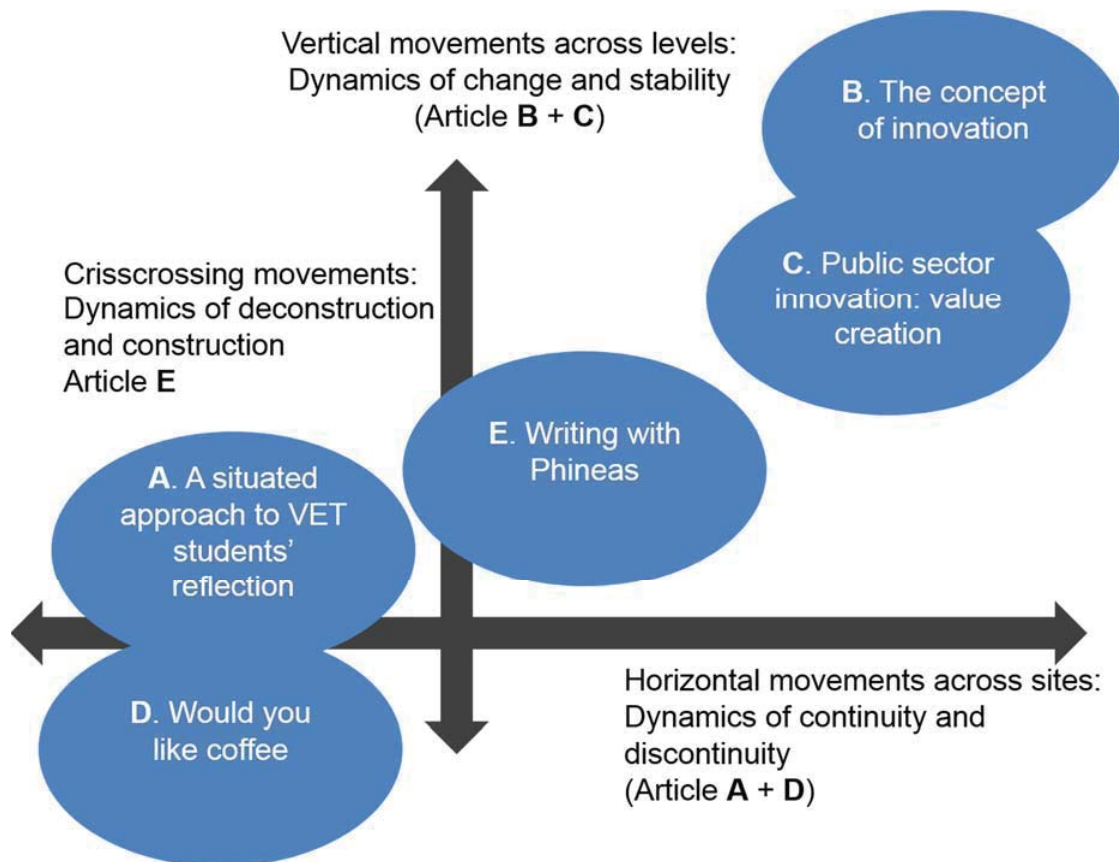 Vertical movements across levels:
Dynamics of change and stability
(Article B + C)
B. The concept
of innovation
C. Public sector
innovation: value
creation
Crisscrossing movements:
Dynamics of deconstruction
and construction
Article E
E. Writing with
Phineas
A. A situated
approach to VET
students’
reflection
D. Would you
like coffee
Horizontal movements across sites:
Dynamics of continuity and
discontinuity
(Article A + D)